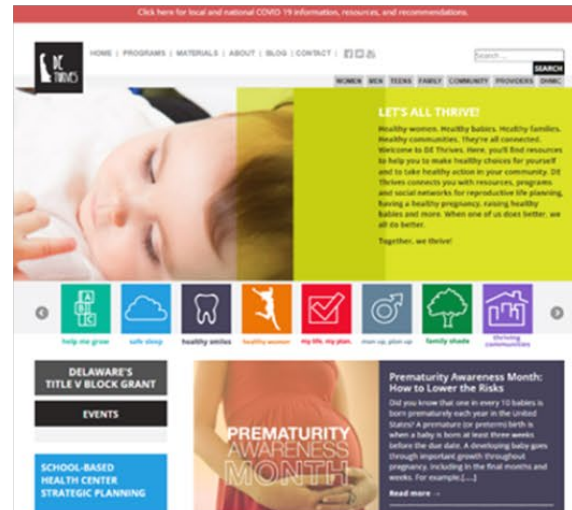 Click here for local and national COVID-19 information, resources, and recommendations.
DE
THRIVES
HOME | PROGRAMS | MATERIALS | ABOUT | BLOG | CONTACT |
Search ...
SEARCH
WOMEN MEN TEENS FAMILY COMMUNITY PROVIDERS DHMIC
LET'S ALL THRIVE!
Healthy women. Healthy babies. Healthy families.
Healthy communities. They're all connected.
Welcome to DE Thrives. Here, you'll find resources
to help you to make healthy choices for yourself
and to take healthy action in your community. DE
Thrives connects you with resources, programs
and social networks for reproductive life planning,
having a healthy pregnancy, raising healthy
babies and more. When one of us does better, we
all do better.
Together, we thrive!
A
B C
help me grow
safe sleep
healthy smiles
healthy women
my life. my plan.
man up, plan up
family shade
thriving
communities
DELAWARE'S
TITLE V BLOCK GRANT
EVENTS
SCHOOL-BASED
HEALTH CENTER
STRATEGIC PLANNING
PREMATURITY
AWARENESS
MONTH
Prematurity Awareness Month:
How to Lower the Risks
Did you know that one in every 10 babies is
born prematurely each year in the United
States? A premature (or preterm) birth is
when a baby is born at least three weeks
before the due date. A developing baby goes
through important growth throughout
pregnancy, including in the final months and
weeks. For example,[.....]
Read more →